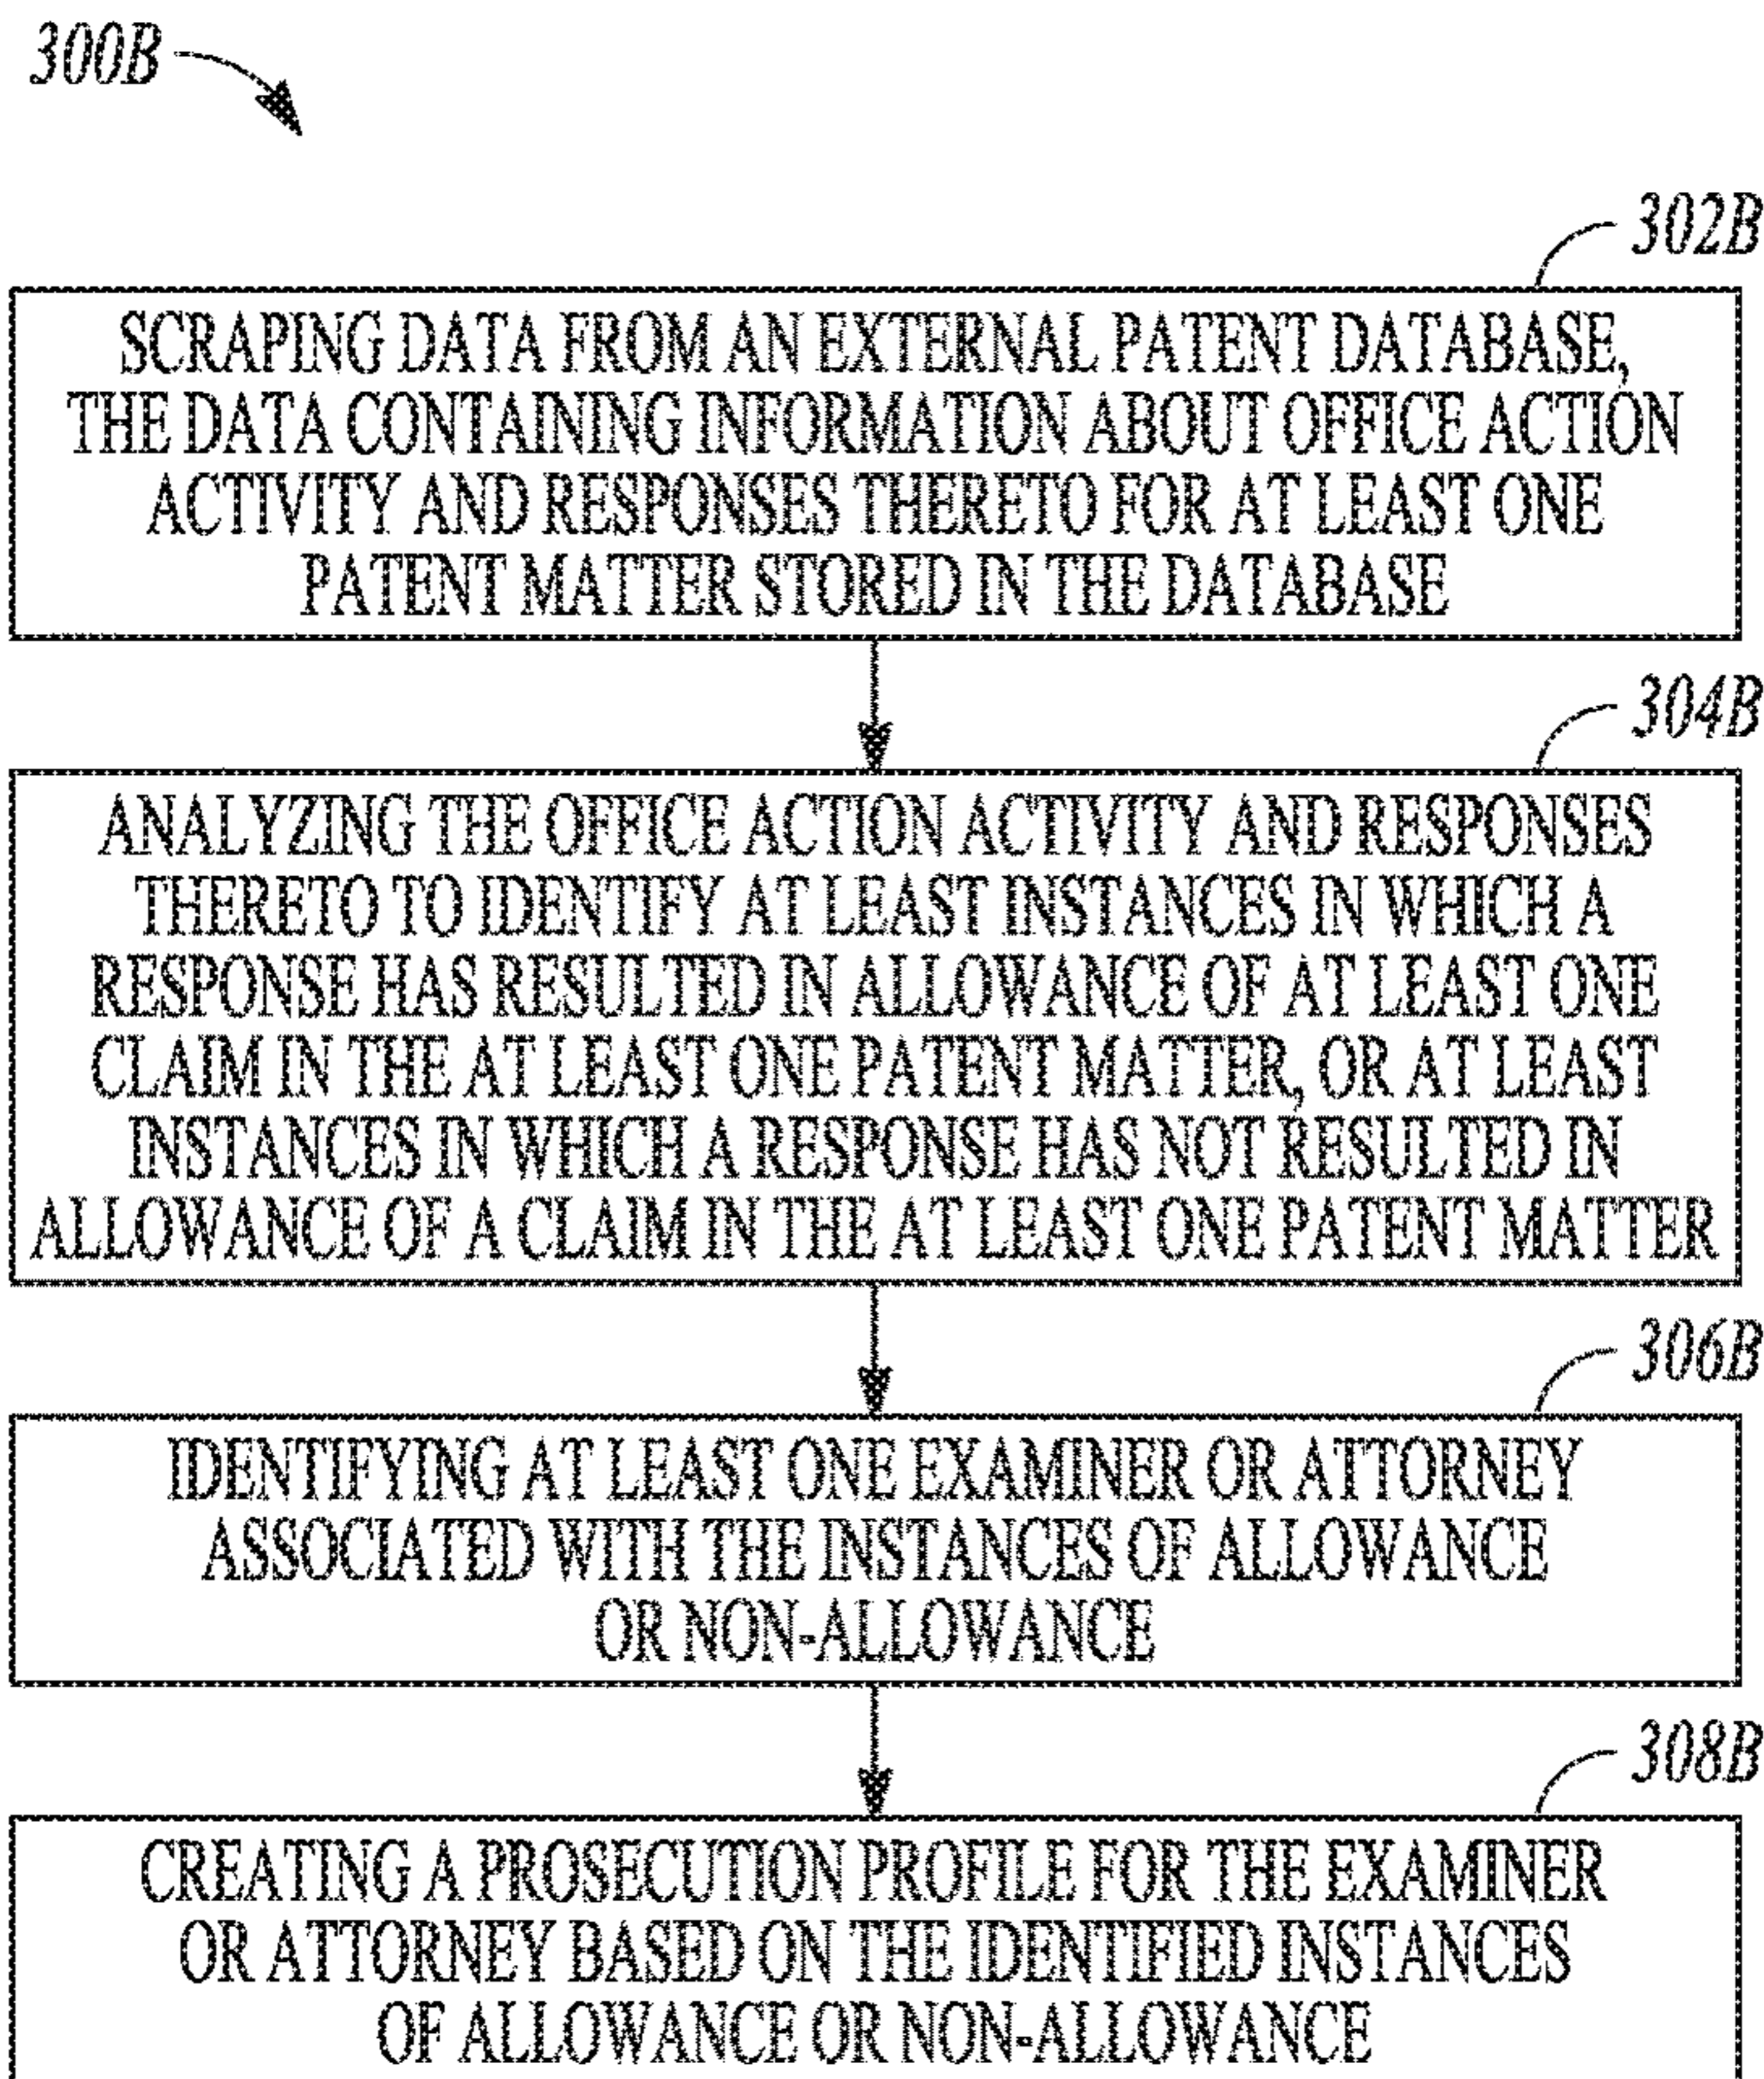 300B
302B
SCRAPING DATA FROM AN EXTERNAL PATENT DATABASE,
THE DATA CONTAINING INFORMATION ABOUT OFFICE ACTION
ACTIVITY AND RESPONSES THERETO FOR AT LEAST ONE
PATENT MATTER STORED IN THE DATABASE
304B
ANALYZING THE OFFICE ACTION ACTIVITY AND RESPONSES
THERETO TO IDENTIFY AT LEAST INSTANCES IN WHICH A
RESPONSE HAS RESULTED IN ALLOWANCE OF AT LEAST ONE
CLAIM IN THE AT LEAST ONE PATENT MATTER, OR AT LEAST
INSTANCES IN WHICH A RESPONSE HAS NOT RESULTED IN
ALLOWANCE OF A CLAIM IN THE AT LEAST ONE PATENT MATTER
306B
IDENTIFYING AT LEAST ONE EXAMINER OR ATTORNEY
ASSOCIATED WITH THE INSTANCES OF ALLOWANCE
OR NON-ALLOWANCE
308B
CREATING A PROSECUTION PROFILE FOR THE EXAMINER
OR ATTORNEY BASED ON THE IDENTIFIED INSTANCES
OF ALLOWANCE OR NON-ALLOWANCE